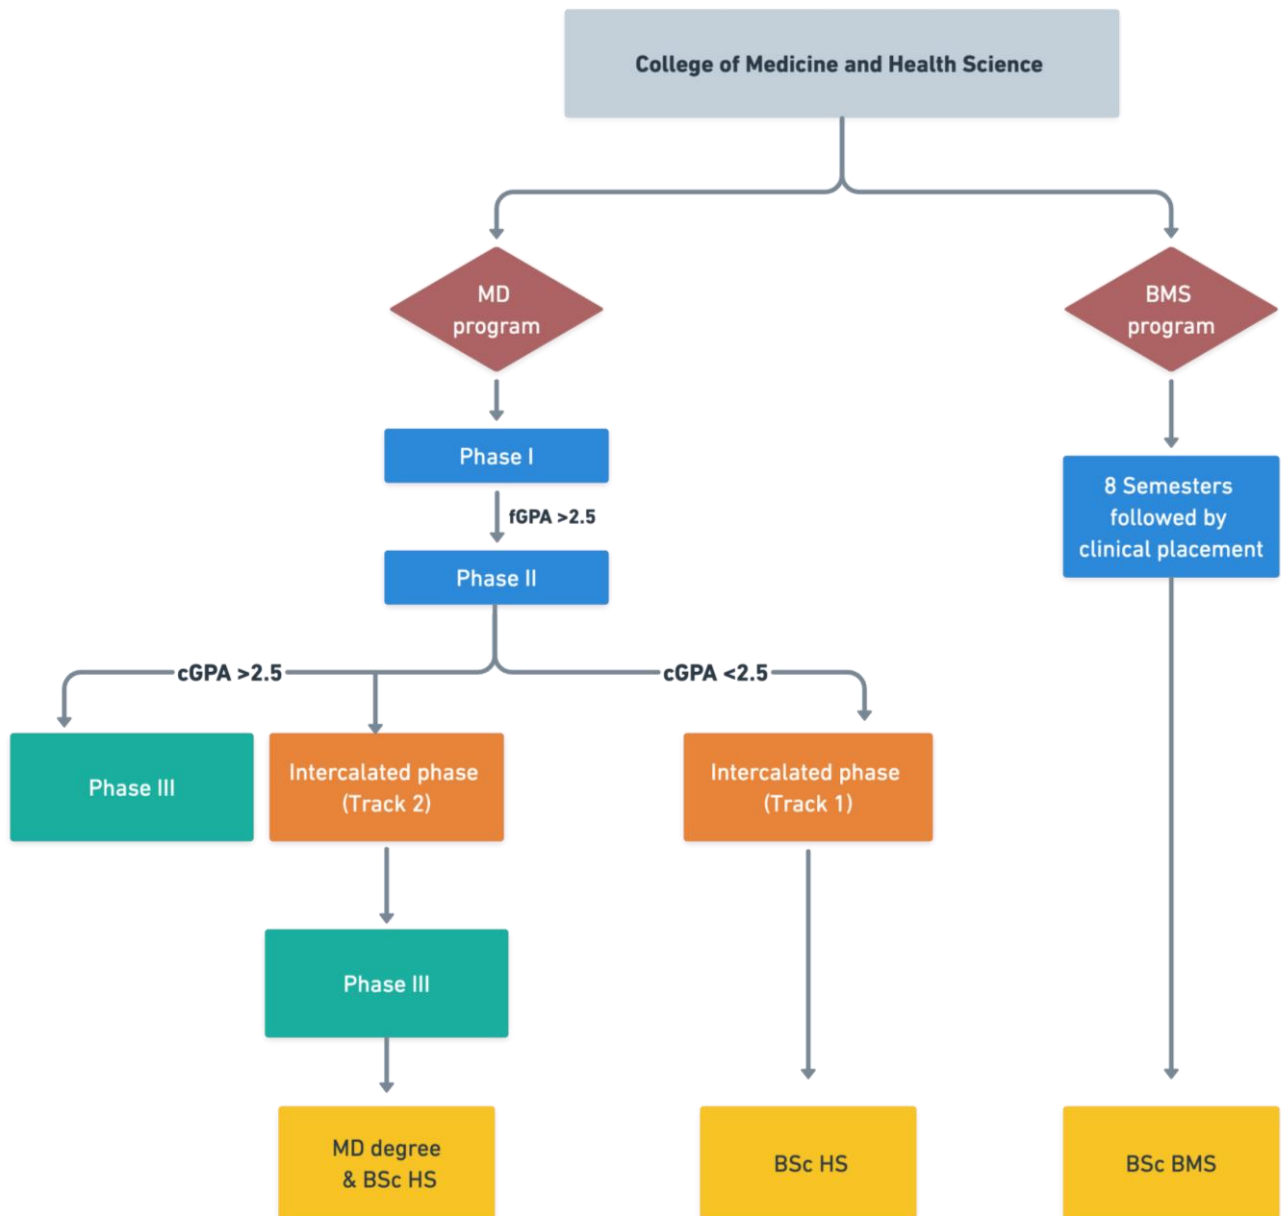 College of Medicine and Health Science
MD
program
BMS
program
Phase I
8 Semesters
followed by
clinical placement
fGPA >2.5
Phase II
cGPA >2.5
cGPA <2.5
Phase III
Intercalated phase
(Track 2)
Intercalated phase
(Track 1)
Phase III
MD degree
& BSc HS
BSc HS
BSc BMS